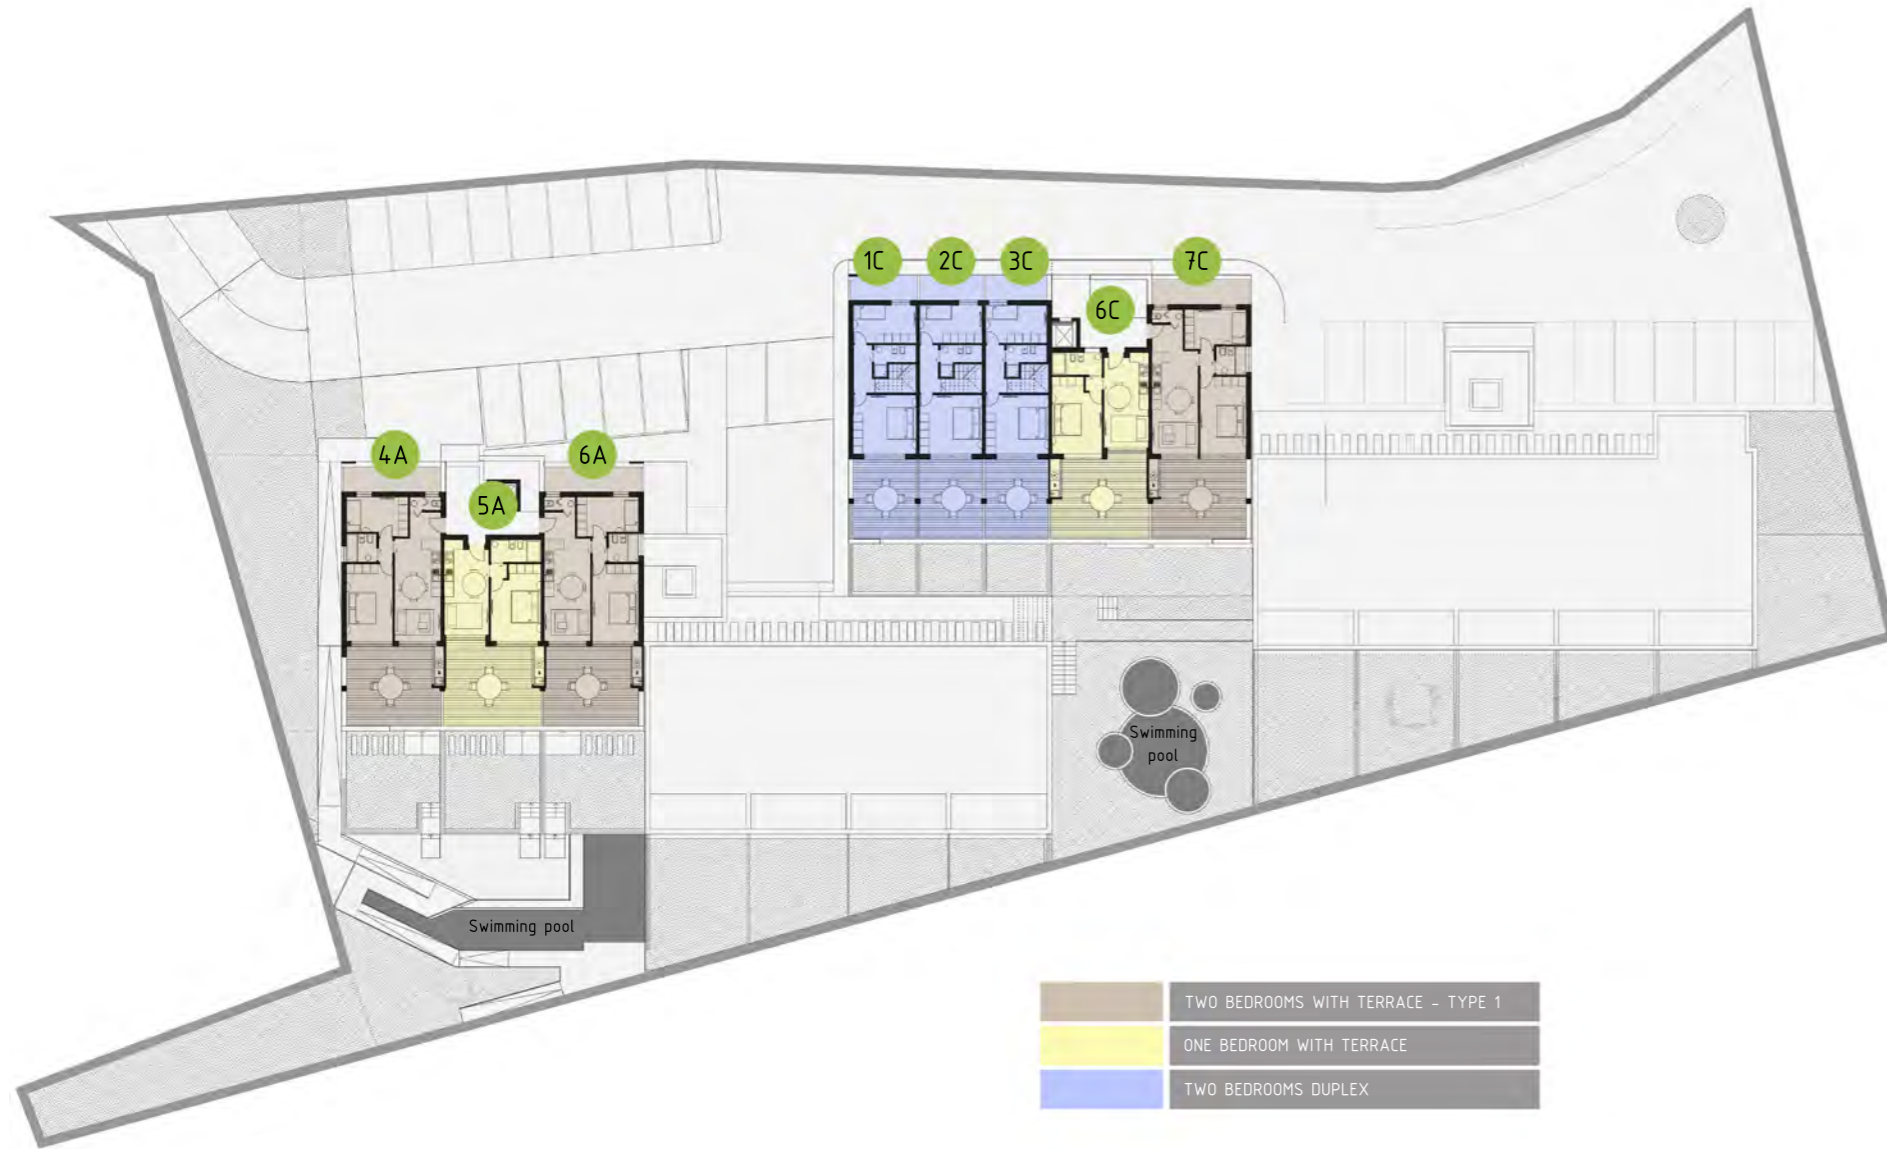 1C
2C
3C
7C
6C
4A
6A
5A
Swimming
pool
Swimming pool
TWO BEDROOMS WITH TERRACE - TYPE 1
ONE BEDROOM WITH TERRACE
TWO BEDROOMS DUPLEX